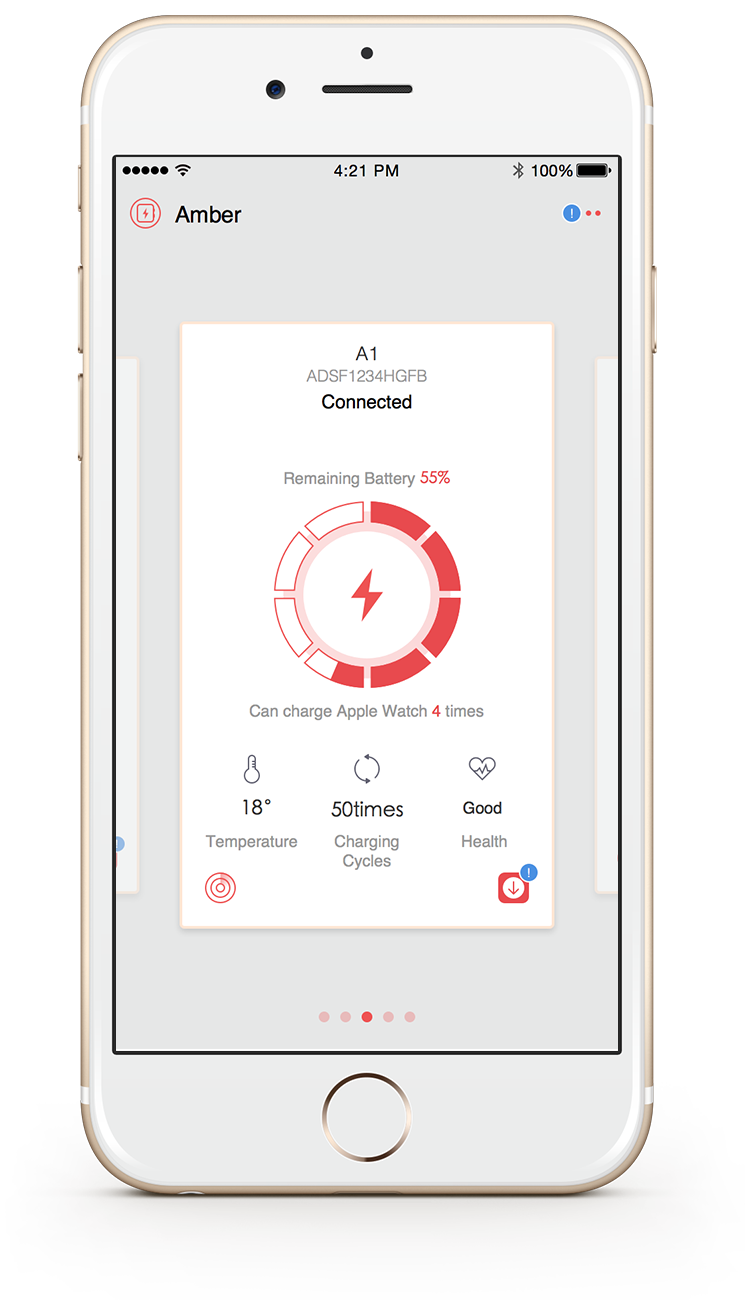 4:21 PM
100%
Amber
!
A1
ADSF1234HGFB
Connected
Remaining Battery 55%
Can charge Apple Watch 4 times
18°
50times
Good
Temperature
Charging
Cycles
Health
!